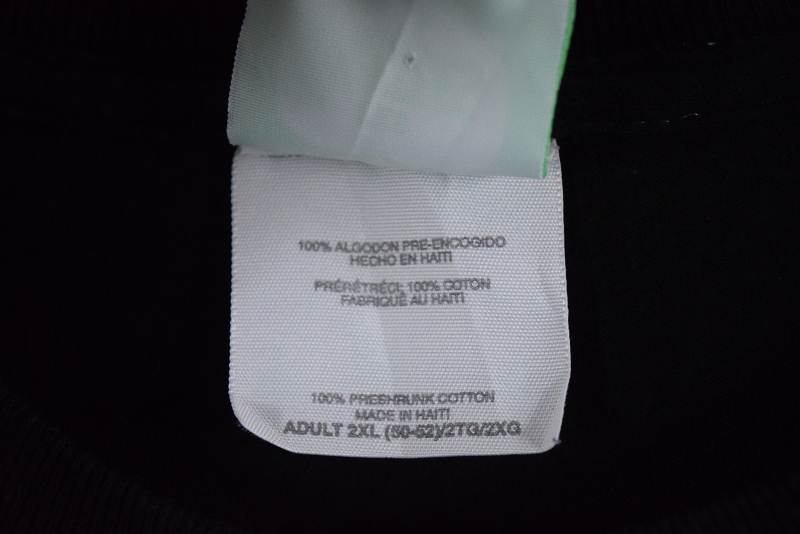 100% ALGODON PRE-ENCOGIDO
HECHO EN HAITI
PRÉRÉTRÉCI; 100% COTON
FABRIQUÉ AU HAITI
100% PRESHRUNK COTTON
MADE IN HAITI
ADULT 2XL (50-52)/2TG/2XG